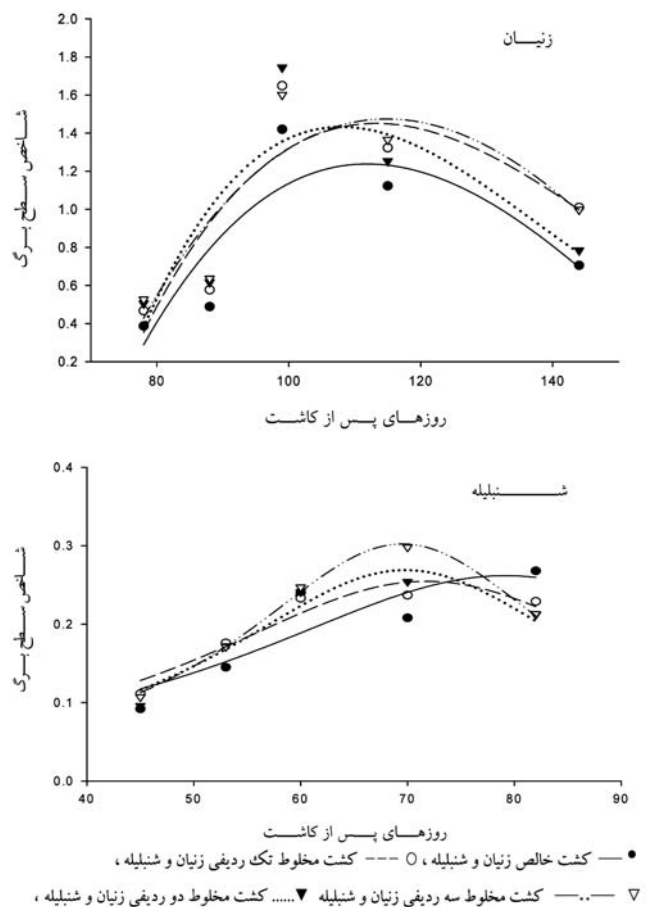 زنیان
2.0
1.8
1.6
1.4
1.2
1.0
0.8
0.6
0.4
0.2
شاخص سطح برگ
80 100 120 140
روزهای پس از کاشت
شنبلیله
0.4
0.3
0.2
0.1
0.0
شاخص سطح برگ
40 50 60 70 80 90
روزهای پس از کاشت
کشت خالص زنیان و شنبلیله ، کشت مخلوط تک ردیفی زنیان و شنبلیله ،
کشت مخلوط سه ردیفی زنیان و شنبلیله کشت مخلوط دو ردیفی زنیان و شنبلیله ،